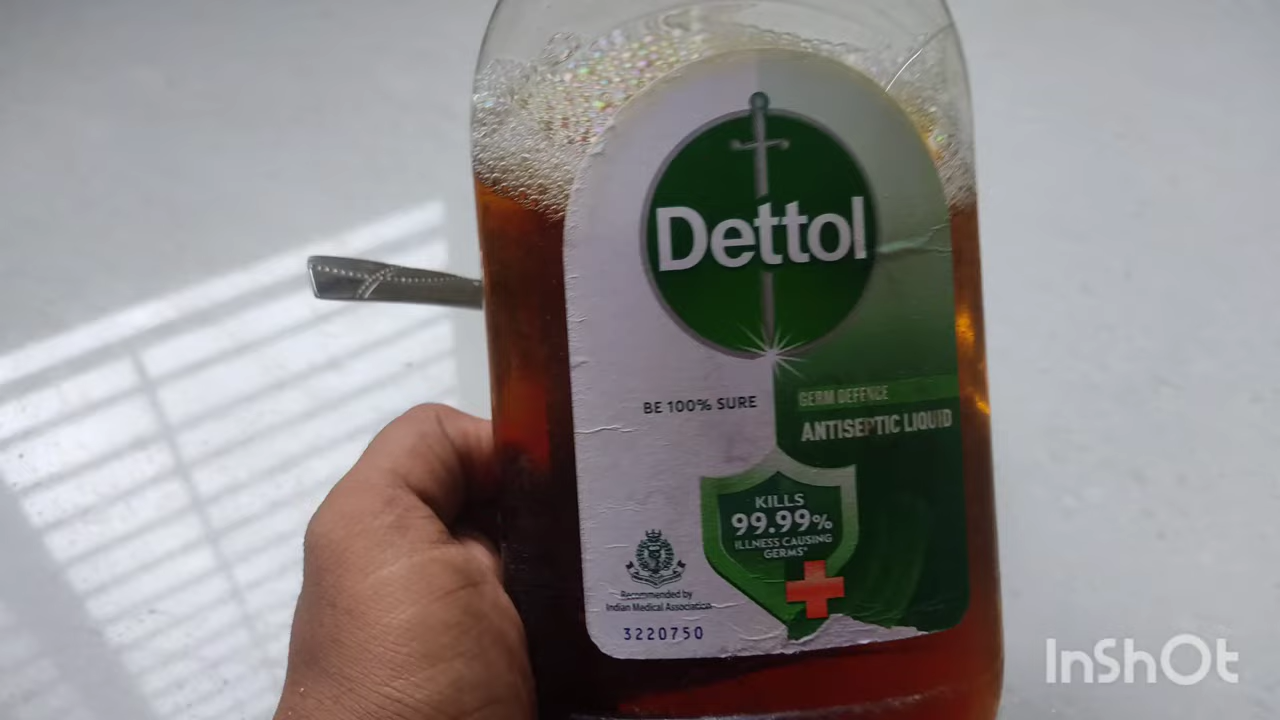 Dettol
BE 100% SURE
GERM DEFENCE
ANTISEPTIC LIQUID
KILLS
99.99%
ILLNESS CAUSING
GERMS*
Recommended by
Indian Medical Association
3220750
InShOt